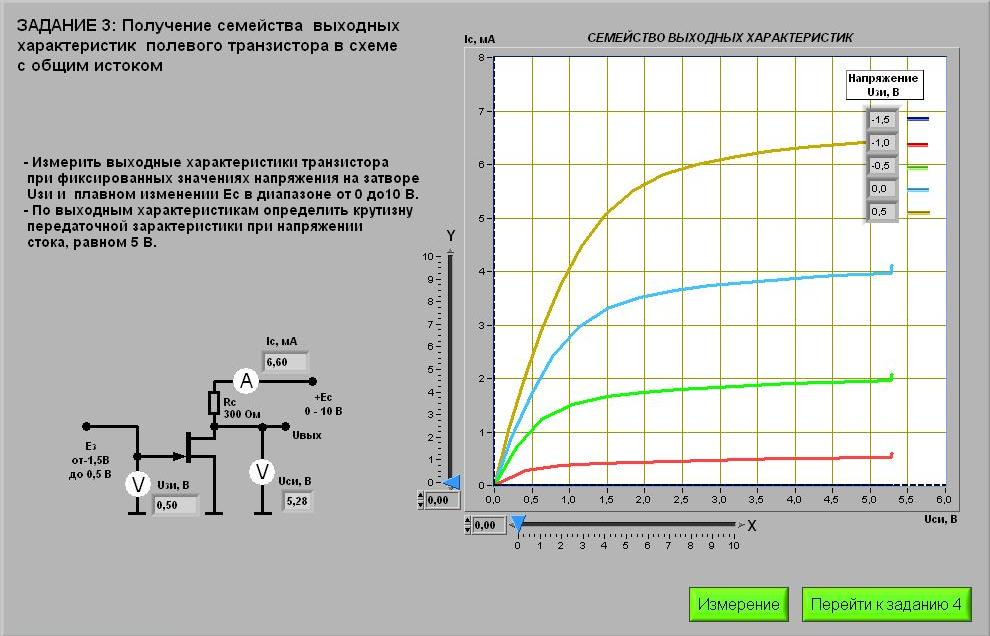 ЗАДАНИЕ 3: Получение семейства выходных
характеристик полевого транзистора в схеме
с общим истоком
- Измерить выходные характеристики транзистора
при фиксированных значениях напряжения на затворе
Uзи и плавном изменении Ес в диапазоне от 0 до10 В.
- По выходным характеристикам определить крутизну
передаточной зарактеристики при напряжении
стока, равном 5 В.
Iс, мА
6,60
A
+Ес
0 - 10 В
Rс
300 Ом
Uвых
Ез
от-1,5В
до 0,5 В
V
Uзи, В
0,50
V
Uси, В
5,28
Y
10
9
8
7
6
5
4
3
2
1
0
0,00
Iс, мА
СЕМЕЙСТВО ВЫХОДНЫХ ХАРАКТЕРИСТИК
8
7
6
5
4
3
2
1
0
0,0 0,5 1,0 1,5 2,0 2,5 3,0 3,5 4,0 4,5 5,0 5,5 6,0
Uси, В
Напряжение
Uзи, В
-1,5
-1,0
-0,5
0,0
0,5
0,00
X
0 1 2 3 4 5 6 7 8 9 10
Измерение
Перейти к заданию 4